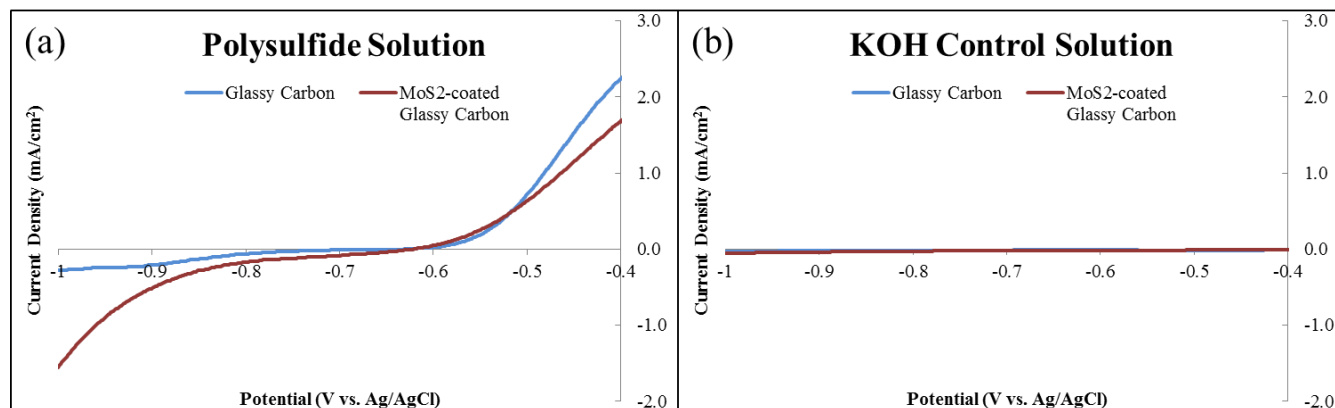 (a)
Polysulfide Solution
Glassy Carbon
MoS2-coated
Glassy Carbon
Current Density (mA/cm²)
3.0
2.0
1.0
0.0
-1.0
-2.0
-1
-0.9
-0.8
-0.7
-0.6
-0.5
-0.4
Potential (V vs. Ag/AgCl)
(b)
KOH Control Solution
Glassy Carbon
MoS2-coated
Glassy Carbon
Current Density (mA/cm²)
3.0
2.0
1.0
0.0
-1.0
-2.0
-1
-0.9
-0.8
-0.7
-0.6
-0.5
-0.4
Potential (V vs. Ag/AgCl)